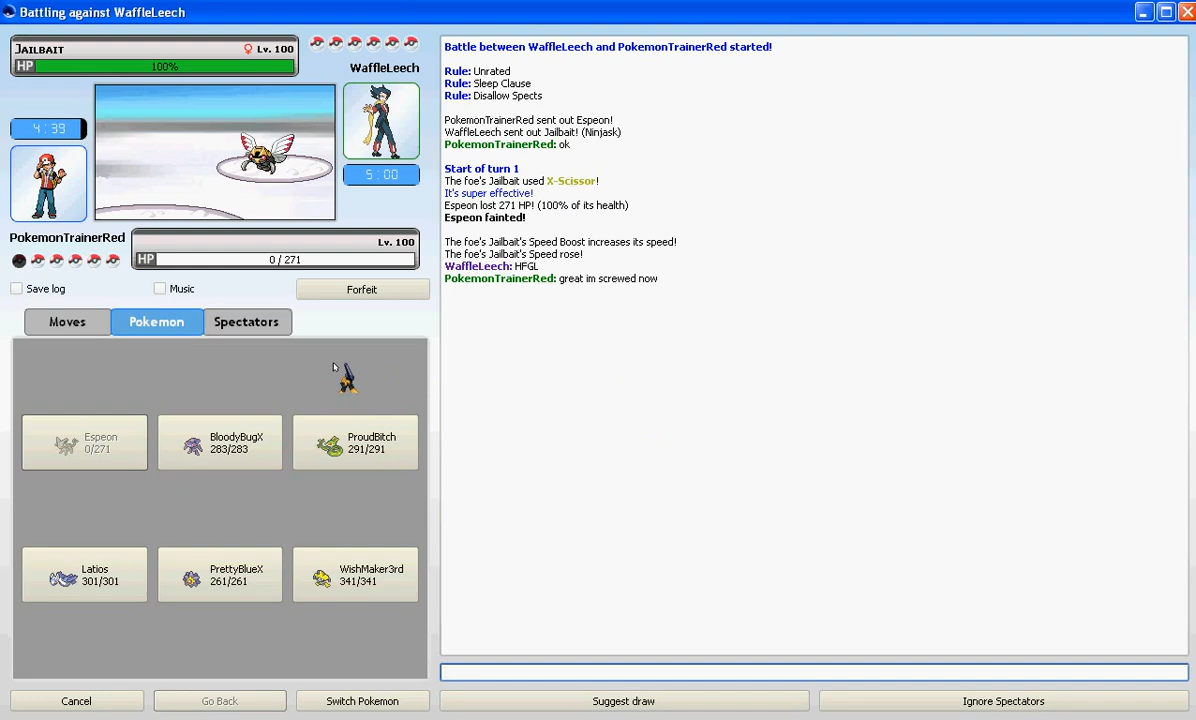 Battling against WaffleLeech
JAILBAIT ♀ Lv. 100
HP 100%
WaffleLeech
4:39
5:00
PokemonTrainerRed
Lv. 100
HP 0 / 271
Save log
Music
Forfeit
Moves
Pokemon
Spectators
Espeon
0/271
BloodyBugX
283/283
ProudBitch
291/291
Latios
301/301
PrettyBlueX
261/261
WishMaker3rd
341/341
Cancel
Go Back
Switch Pokemon
Battle between WaffleLeech and PokemonTrainerRed started!
Rule: Unrated
Rule: Sleep Clause
Rule: Disallow Spects
PokemonTrainerRed sent out Espeon!
WaffleLeech sent out Jailbait! (Ninjask)
PokemonTrainerRed: ok
Start of turn 1
The foe's Jailbait used X-Scissor!
It's super effective!
Espeon lost 271 HP! (100% of its health)
Espeon fainted!
The foe's Jailbait's Speed Boost increases its speed!
The foe's Jailbait's Speed rose!
WaffleLeech: HFGL
PokemonTrainerRed: great im screwed now
Suggest draw
Ignore Spectators